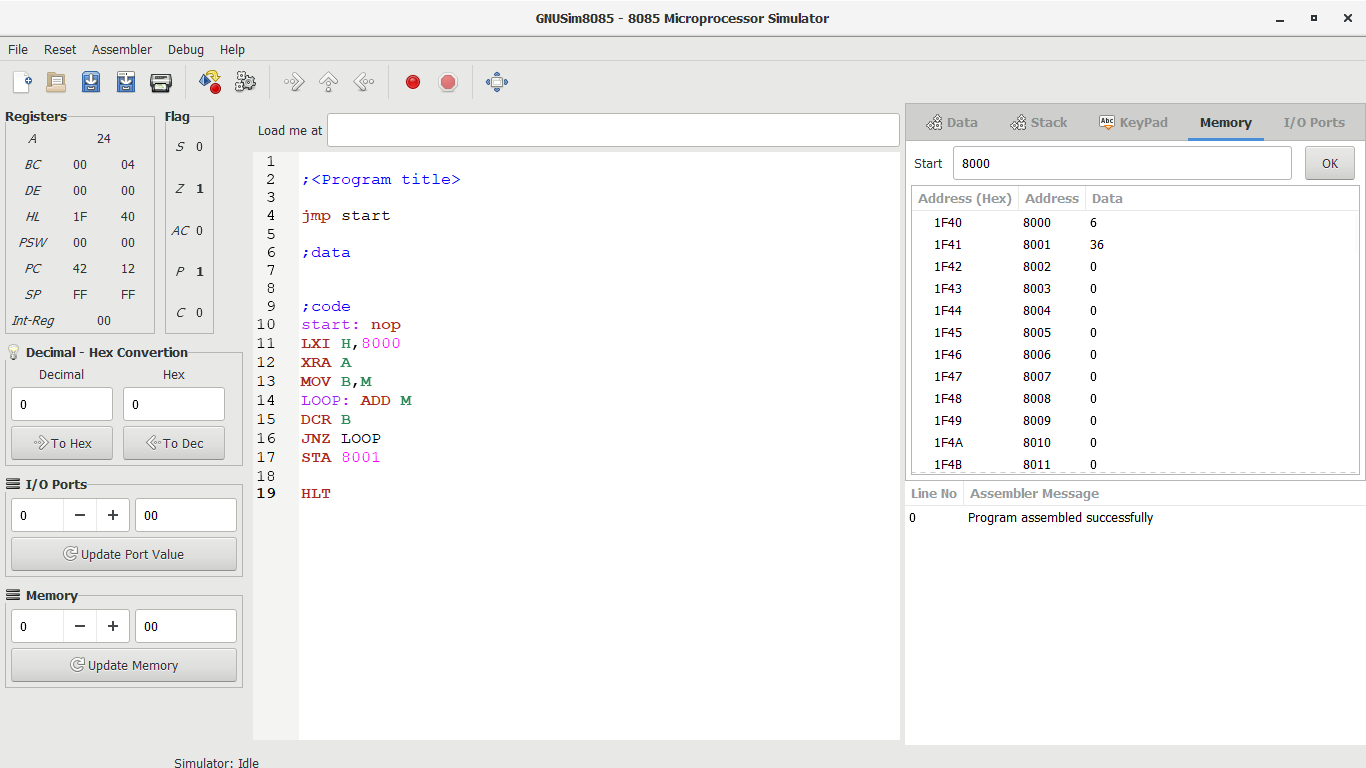 GNUSim8085 - 8085 Microprocessor Simulator
File Reset Assembler Debug Help
Registers
A 24
BC 00 04
DE 00 00
HL 1F 40
PSW 00 00
PC 42 12
SP FF FF
Int-Reg 00
Flag
S 0
Z 1
AC 0
P 1
C 0
Decimal - Hex Convertion
Decimal Hex
0 0
To Hex To Dec
I/O Ports
0 − + 00
Update Port Value
Memory
0 − + 00
Update Memory
Load me at
1
2 ;<Program title>
3
4 jmp start
5
6 ;data
7
8
9 ;code
10 start: nop
11 LXI H,8000
12 XRA A
13 MOV B,M
14 LOOP: ADD M
15 DCR B
16 JNZ LOOP
17 STA 8001
18
19 HLT
Data Stack Abc KeyPad Memory I/O Ports
Start 8000 OK
Address (Hex) Address Data
1F40 8000 6
1F41 8001 36
1F42 8002 0
1F43 8003 0
1F44 8004 0
1F45 8005 0
1F46 8006 0
1F47 8007 0
1F48 8008 0
1F49 8009 0
1F4A 8010 0
1F4B 8011 0
Line No Assembler Message
0 Program assembled successfully
Simulator: Idle